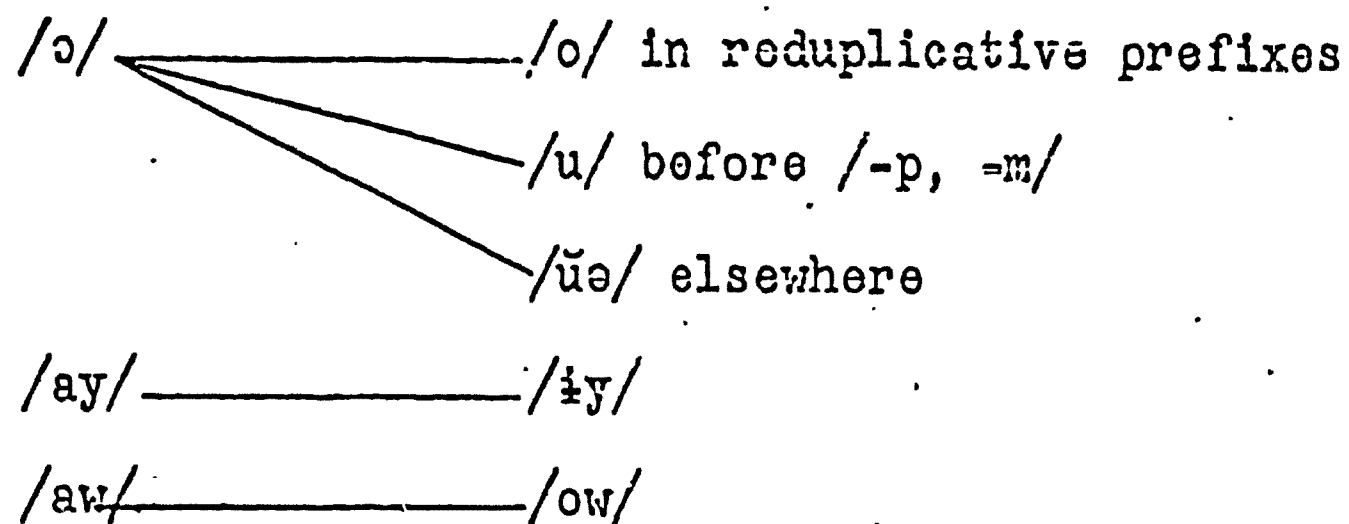 /ɔ/ /o/ in reduplicative prefixes
/u/ before /-p, -m/
/ŭə/ elsewhere
/ay/ /ɨy/
/aw/ /ow/